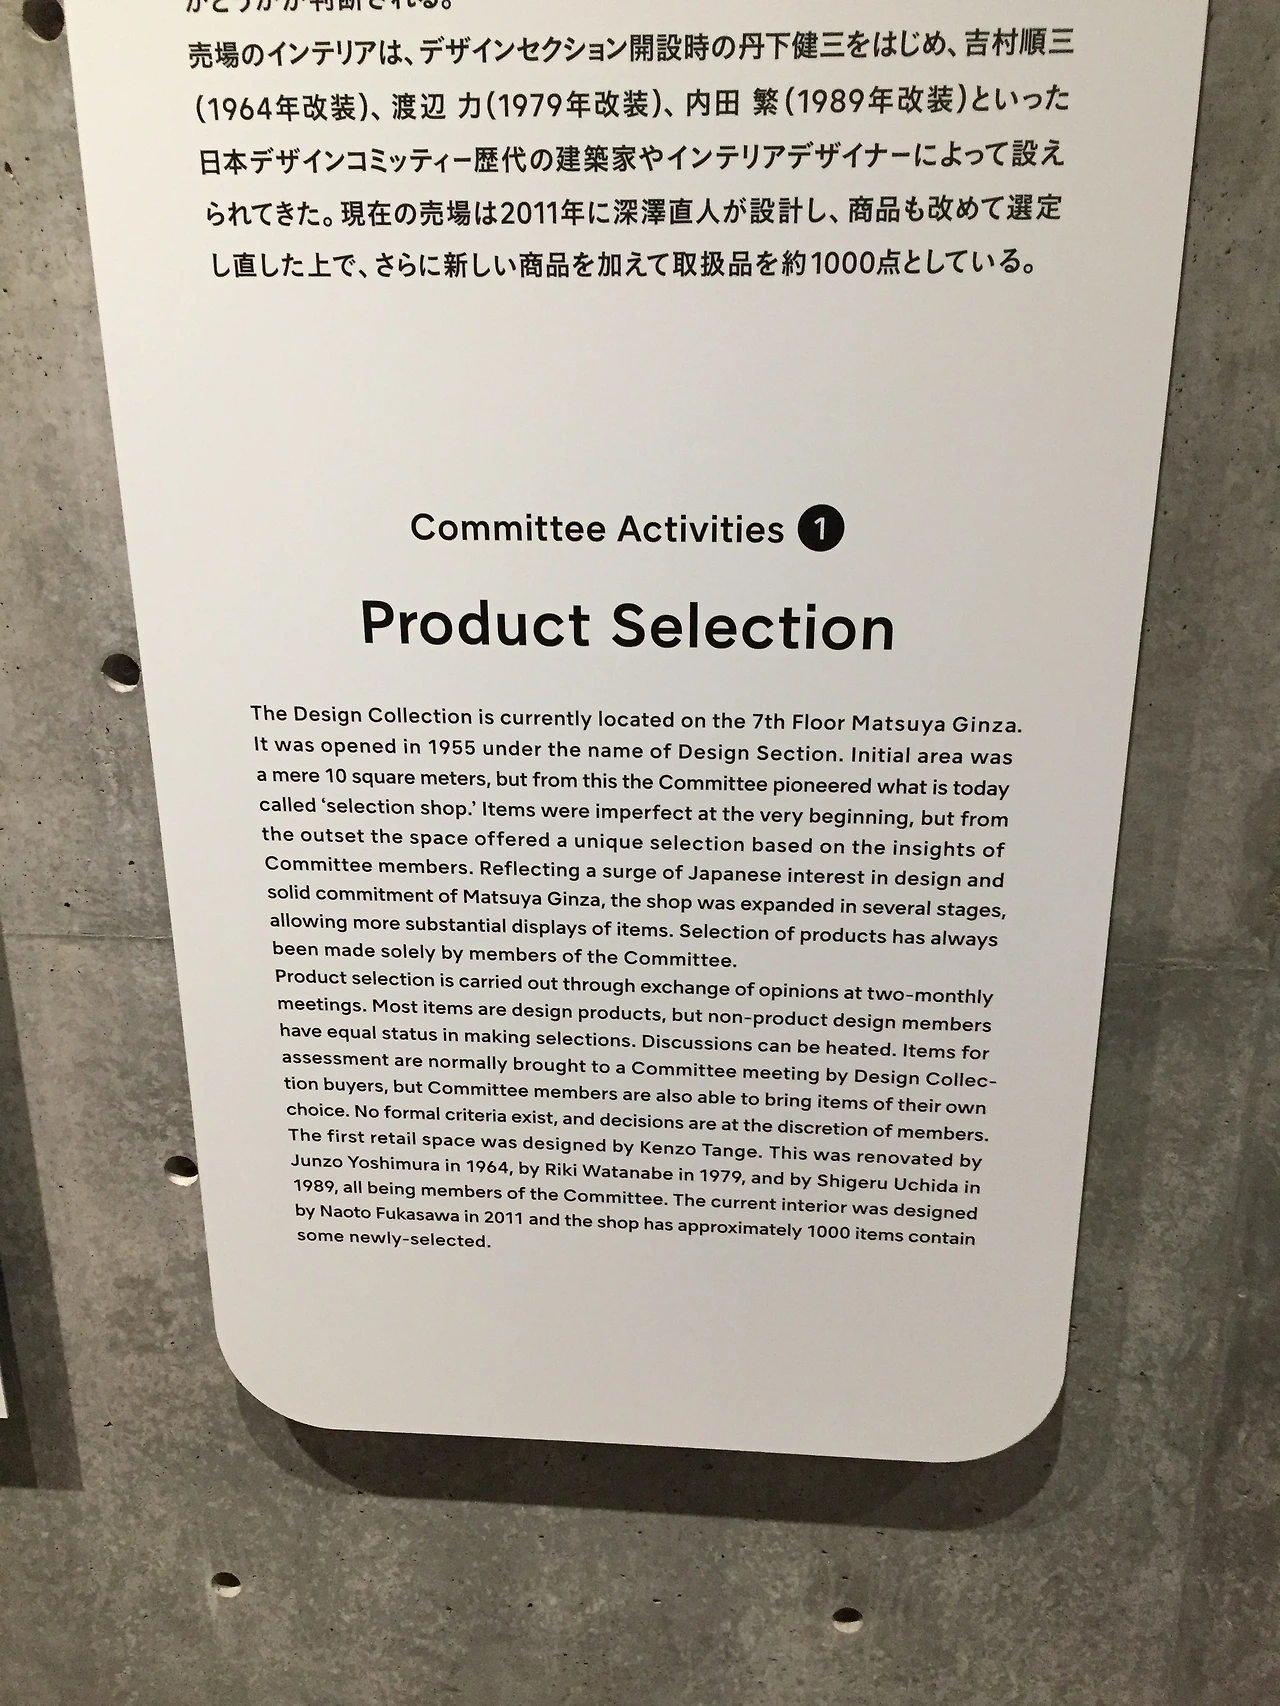 かどうかが判断される。
売場のインテリアは、デザインセクション開設時の丹下健三をはじめ、吉村順三
(1964年改装)、渡辺 力(1979年改装)、内田 繁(1989年改装)といった
日本デザインコミッティー歴代の建築家やインテリアデザイナーによって設え
られてきた。現在の売場は2011年に深澤直人が設計し、商品も改めて選定
し直した上で、さらに新しい商品を加えて取扱品を約1000点としている。
Committee Activities 1
Product Selection
The Design Collection is currently located on the 7th Floor Matsuya Ginza.
It was opened in 1955 under the name of Design Section. Initial area was
a mere 10 square meters, but from this the Committee pioneered what is today
called ‘selection shop.’ Items were imperfect at the very beginning, but from
the outset the space offered a unique selection based on the insights of
Committee members. Reflecting a surge of Japanese interest in design and
solid commitment of Matsuya Ginza, the shop was expanded in several stages,
allowing more substantial displays of items. Selection of products has always
been made solely by members of the Committee.
Product selection is carried out through exchange of opinions at two-monthly
meetings. Most items are design products, but non-product design members
have equal status in making selections. Discussions can be heated. Items for
assessment are normally brought to a Committee meeting by Design Collec-
tion buyers, but Committee members are also able to bring items of their own
choice. No formal criteria exist, and decisions are at the discretion of members.
The first retail space was designed by Kenzo Tange. This was renovated by
Junzo Yoshimura in 1964, by Riki Watanabe in 1979, and by Shigeru Uchida in
1989, all being members of the Committee. The current interior was designed
by Naoto Fukasawa in 2011 and the shop has approximately 1000 items contain
some newly-selected.